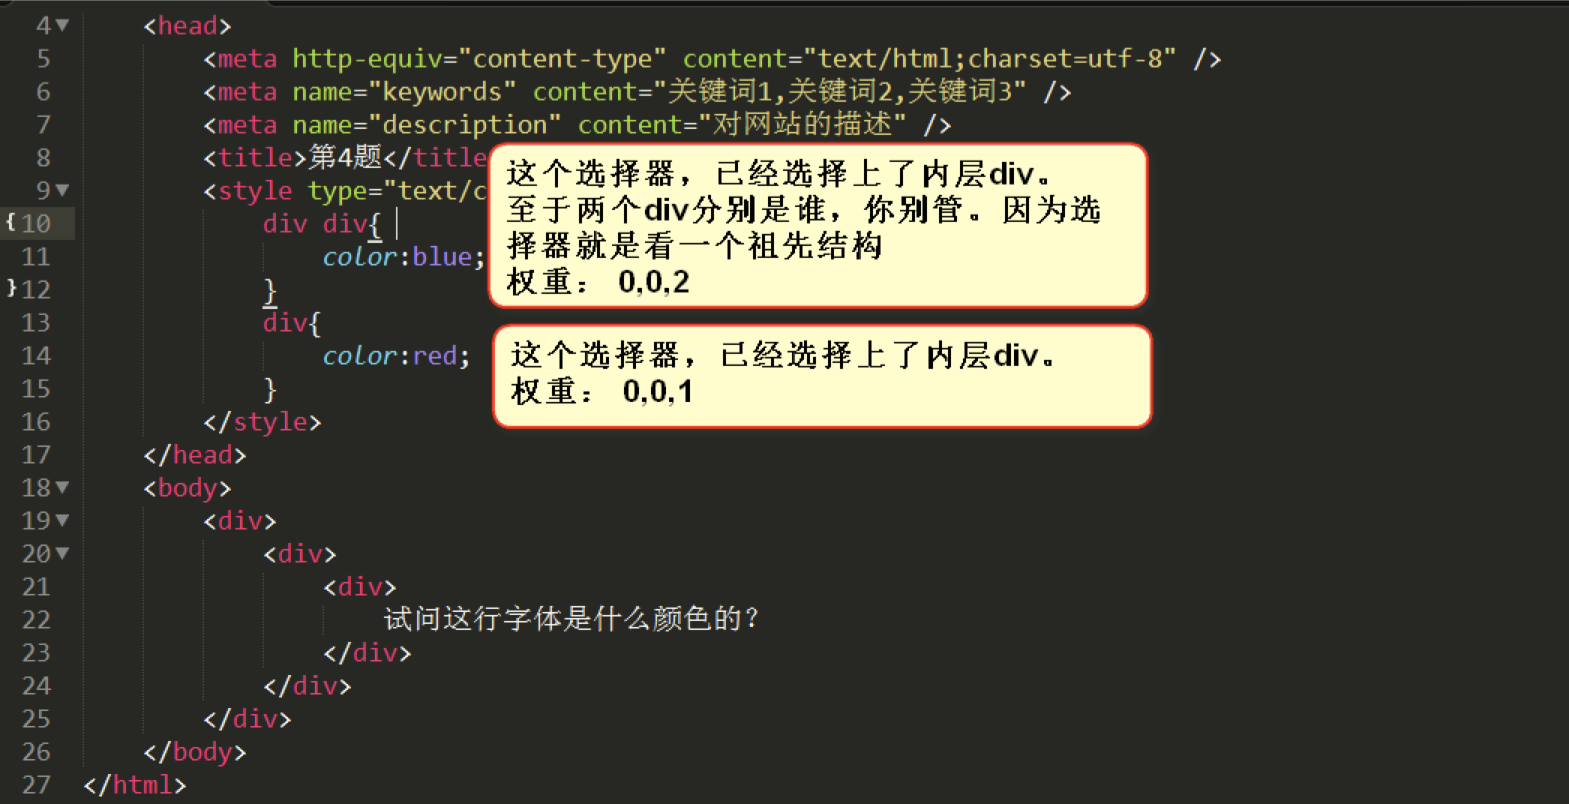 4 <head>
5 <meta http-equiv="content-type" content="text/html;charset=utf-8" />
6 <meta name="keywords" content="关键词1,关键词2,关键词3" />
7 <meta name="description" content="对网站的描述" />
8 <title>第4题</title
9 <style type="text/c
{10 div div{
11 color:blue;
}12 }
13 div{
14 color:red;
15 }
16 </style>
17 </head>
18 <body>
19 <div>
20 <div>
21 <div>
22 试问这行字体是什么颜色的?
23 </div>
24 </div>
25 </div>
26 </body>
27 </html>
这个选择器，已经选择上了内层div。
至于两个div分别是谁，你别管。因为选
择器就是看一个祖先结构
权重： 0,0,2
这个选择器，已经选择上了内层div。
权重： 0,0,1